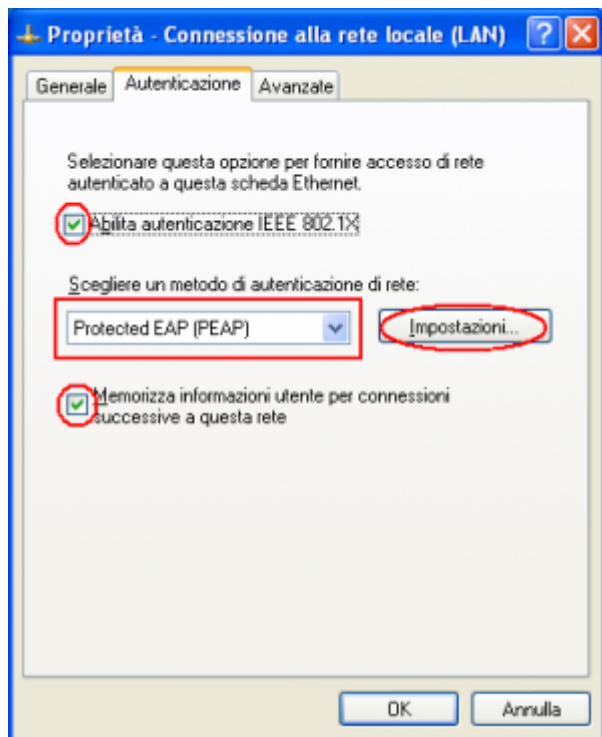 Proprietà - Connessione alla rete locale (LAN)
Generale
Autenticazione
Avanzate
Selezionare questa opzione per fornire accesso di rete
autenticato a questa scheda Ethernet.
Abilita autenticazione IEEE 802.1X
Scegliere un metodo di autenticazione di rete:
Protected EAP (PEAP)
Impostazioni...
Memorizza informazioni utente per connessioni
successive a questa rete
OK
Annulla